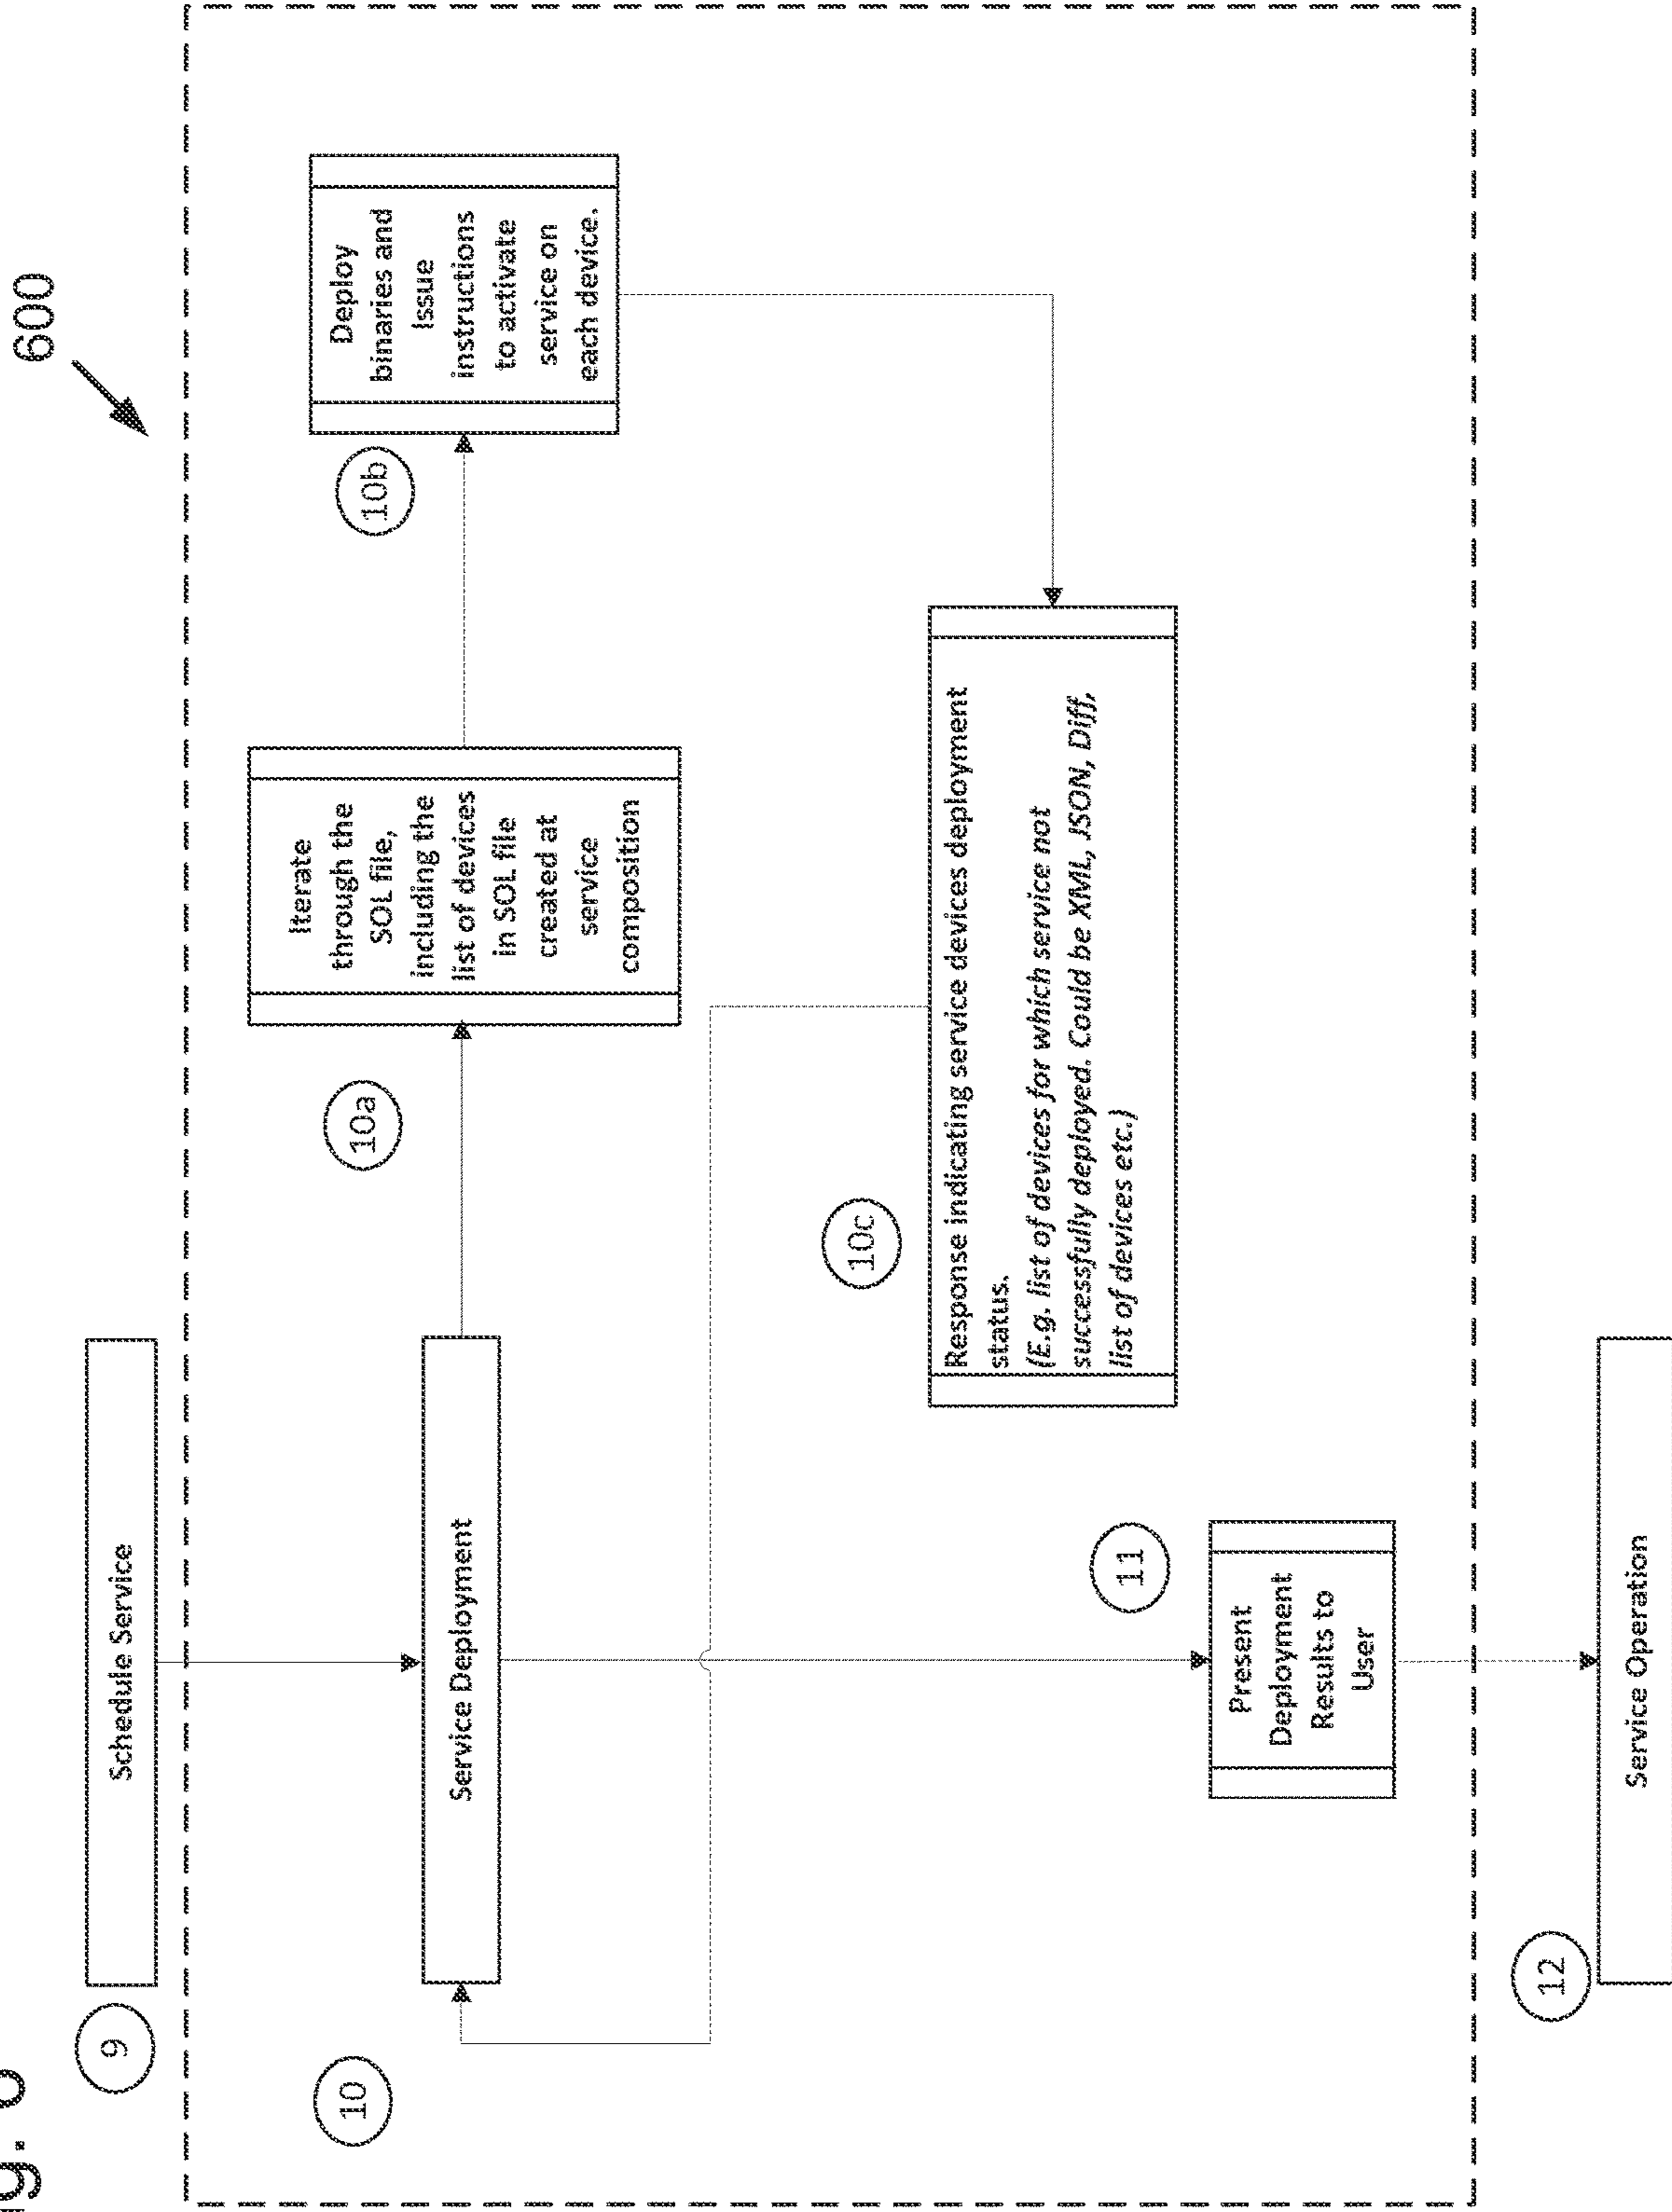 600
9
Schedule Service
10
Service Deployment
10a
Iterate
through the
SOL file,
including the
list of devices
in SOL file
created at
service
composition
10b
Deploy
binaries and
Issue
instructions
to activate
service on
each device.
10c
Response indicating service devices deployment
status.
(E.g. list of devices for which service not
successfully deployed. Could be XML, JSON, Diff,
list of devices etc.)
11
Present
Deployment
Results to
User
12
Service Operation